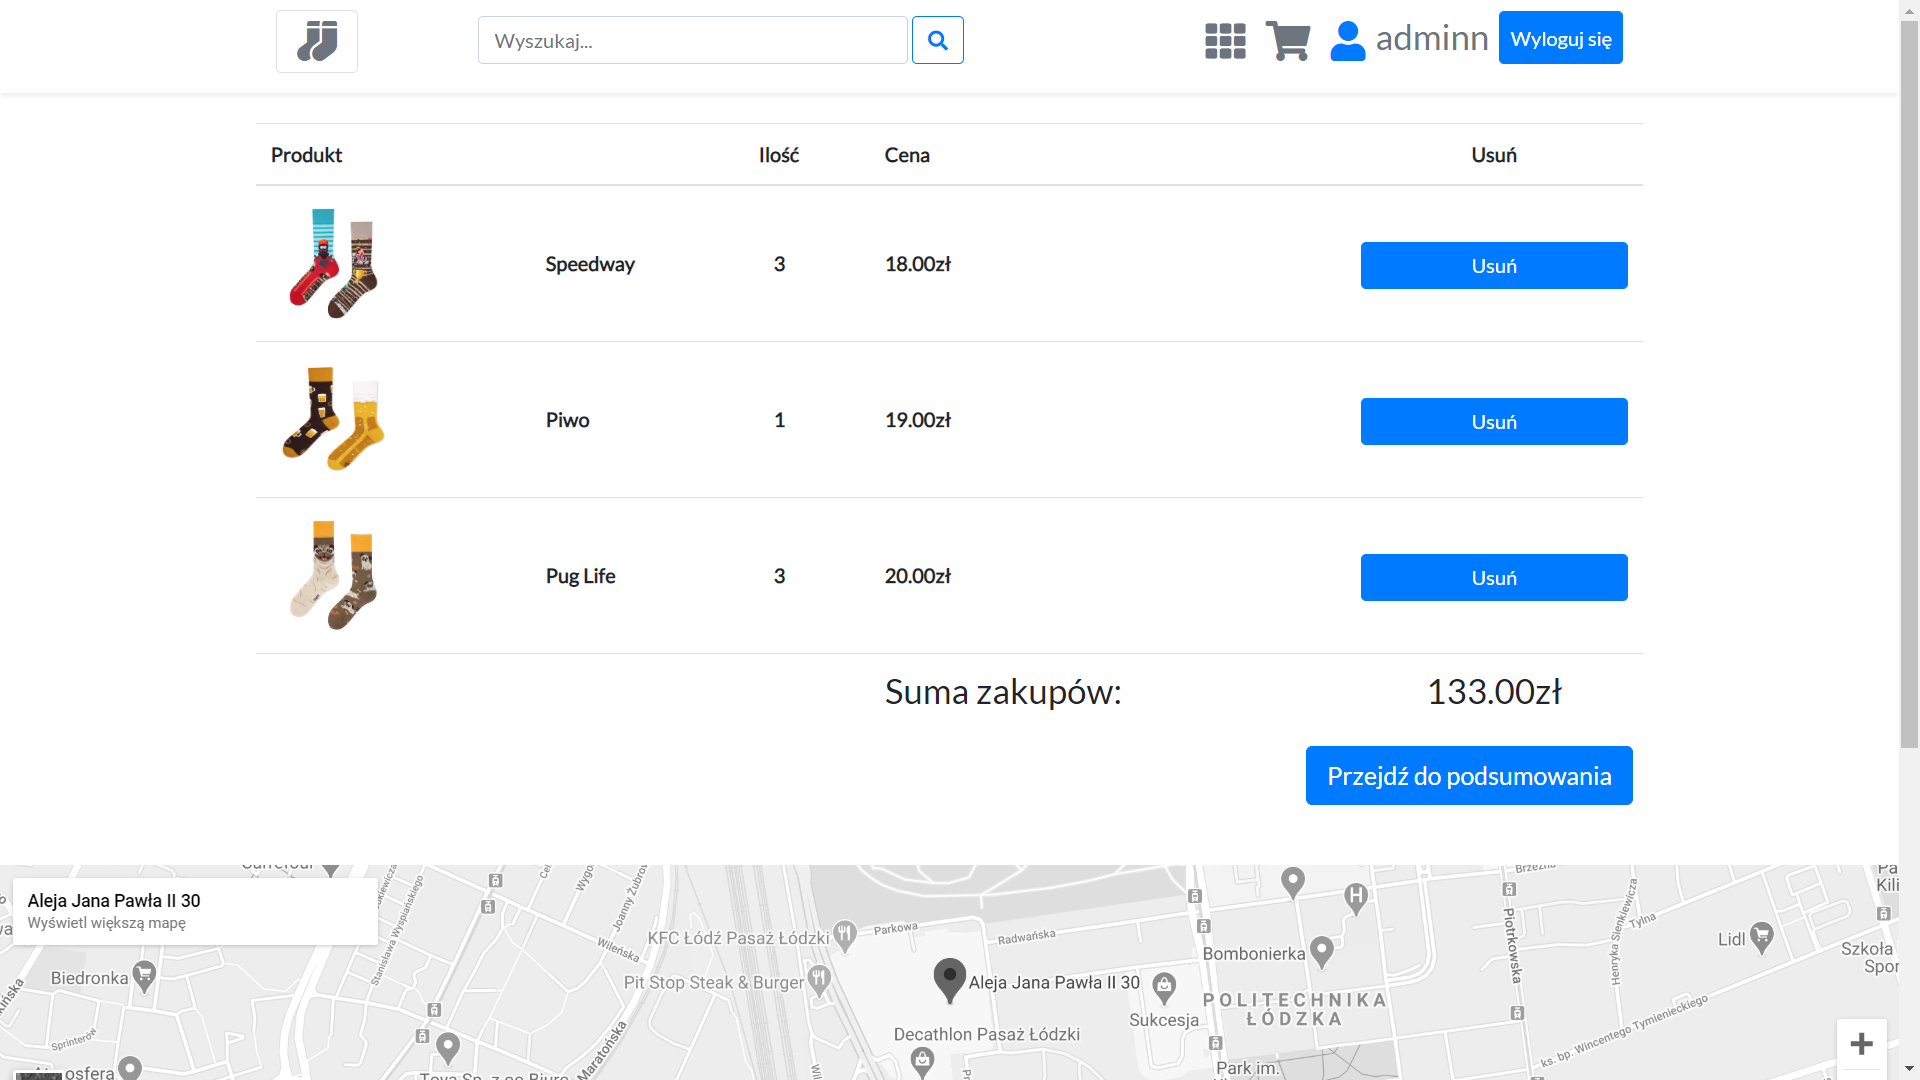 Wyszukaj...
adminn
Wyloguj się
Produkt Ilość Cena Usuń
Speedway 3 18.00zł Usuń
Piwo 1 19.00zł Usuń
Pug Life 3 20.00zł Usuń
Suma zakupów: 133.00zł
Przejdź do podsumowania
Aleja Jana Pawła II 30
Wyświetl większą mapę
Stanisława Wyspiańskiego
Joanny Żubrowej
Wileńska
KFC Łódź Pasaż Łódzki
Parkowa
Radwańska
Piotrkowska
Henryka Sienkiewicza
Tylna
Lidl
Szkoła
Bombonierka
Biedronka
Pit Stop Steak & Burger
Aleja Jana Pawła II 30
POLITECHNIKA
ŁÓDZKA
Sukcesja
Decathlon Pasaż Łódzki
Sprinterów
Maratońska
ks. bp. Wincentego Tymienieckiego
Park im.